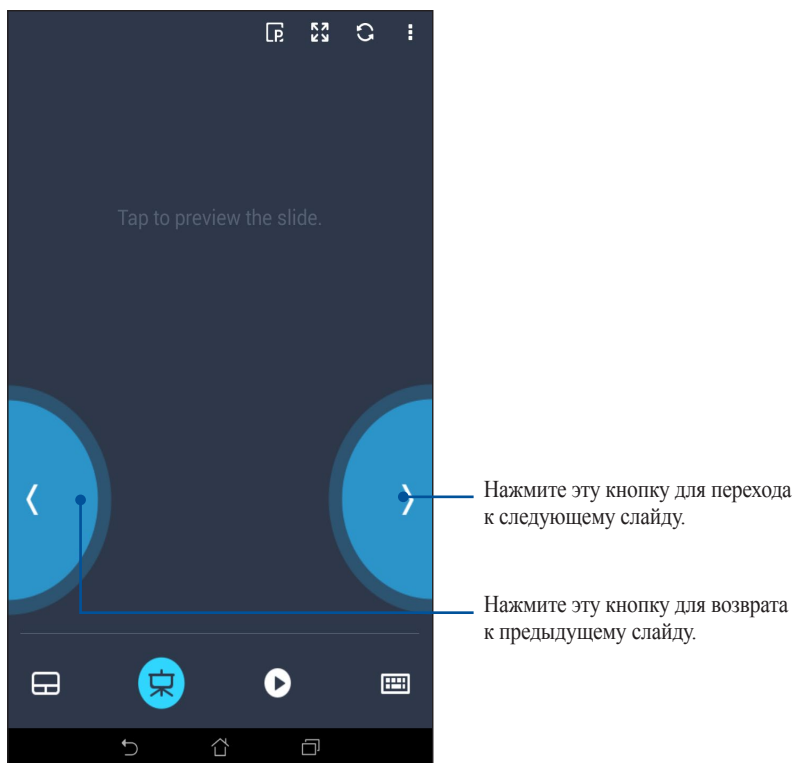 Tap to preview the slide.
Нажмите эту кнопку для перехода
к следующему слайду.
Нажмите эту кнопку для возврата
к предыдущему слайду.